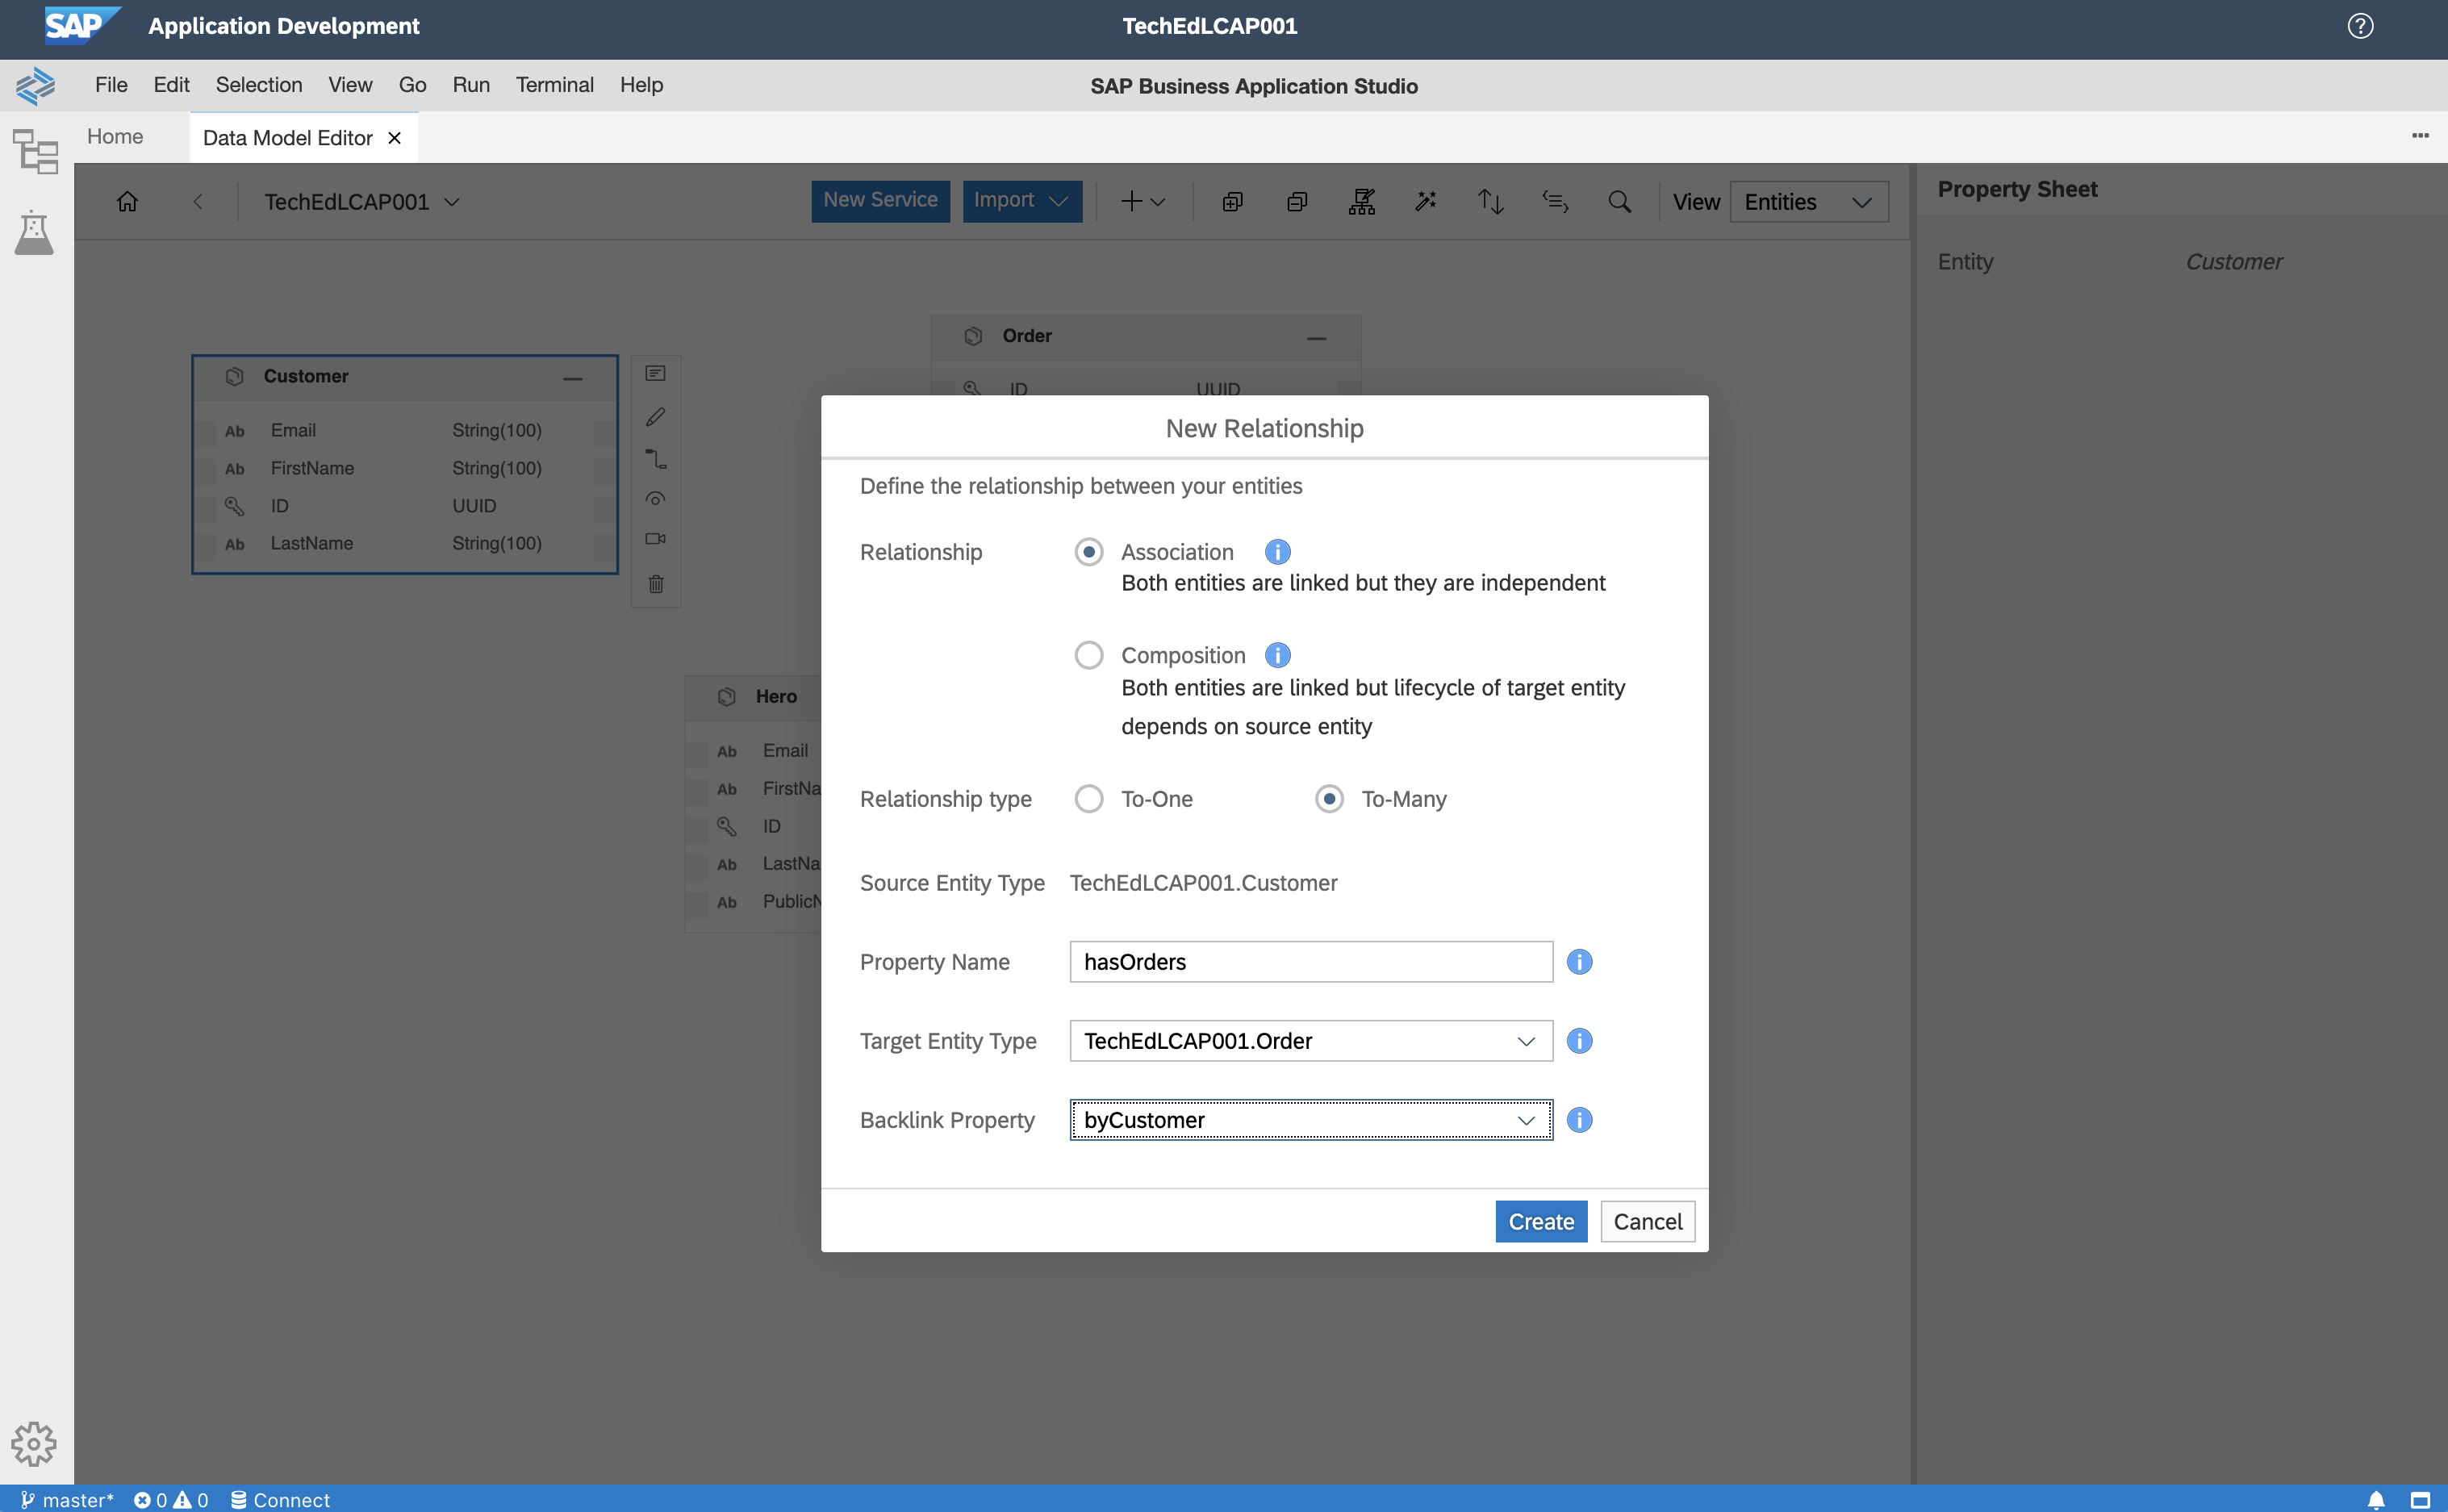 SAP Application Development TechEdLCAP001
File Edit Selection View Go Run Terminal Help SAP Business Application Studio
Home Data Model Editor
TechEdLCAP001 New Service Import View Entities
Property Sheet
Entity Customer
Customer
Ab Email String(100)
Ab FirstName String(100)
ID UUID
Ab LastName String(100)
Order
ID UUID
Hero
Ab Email
Ab FirstNa
ID
Ab LastNa
Ab PublicN
New Relationship
Define the relationship between your entities
Relationship Association
Both entities are linked but they are independent
Composition
Both entities are linked but lifecycle of target entity
depends on source entity
Relationship type To-One To-Many
Source Entity Type TechEdLCAP001.Customer
Property Name hasOrders
Target Entity Type TechEdLCAP001.Order
Backlink Property byCustomer
Create Cancel
master* 0 0 Connect